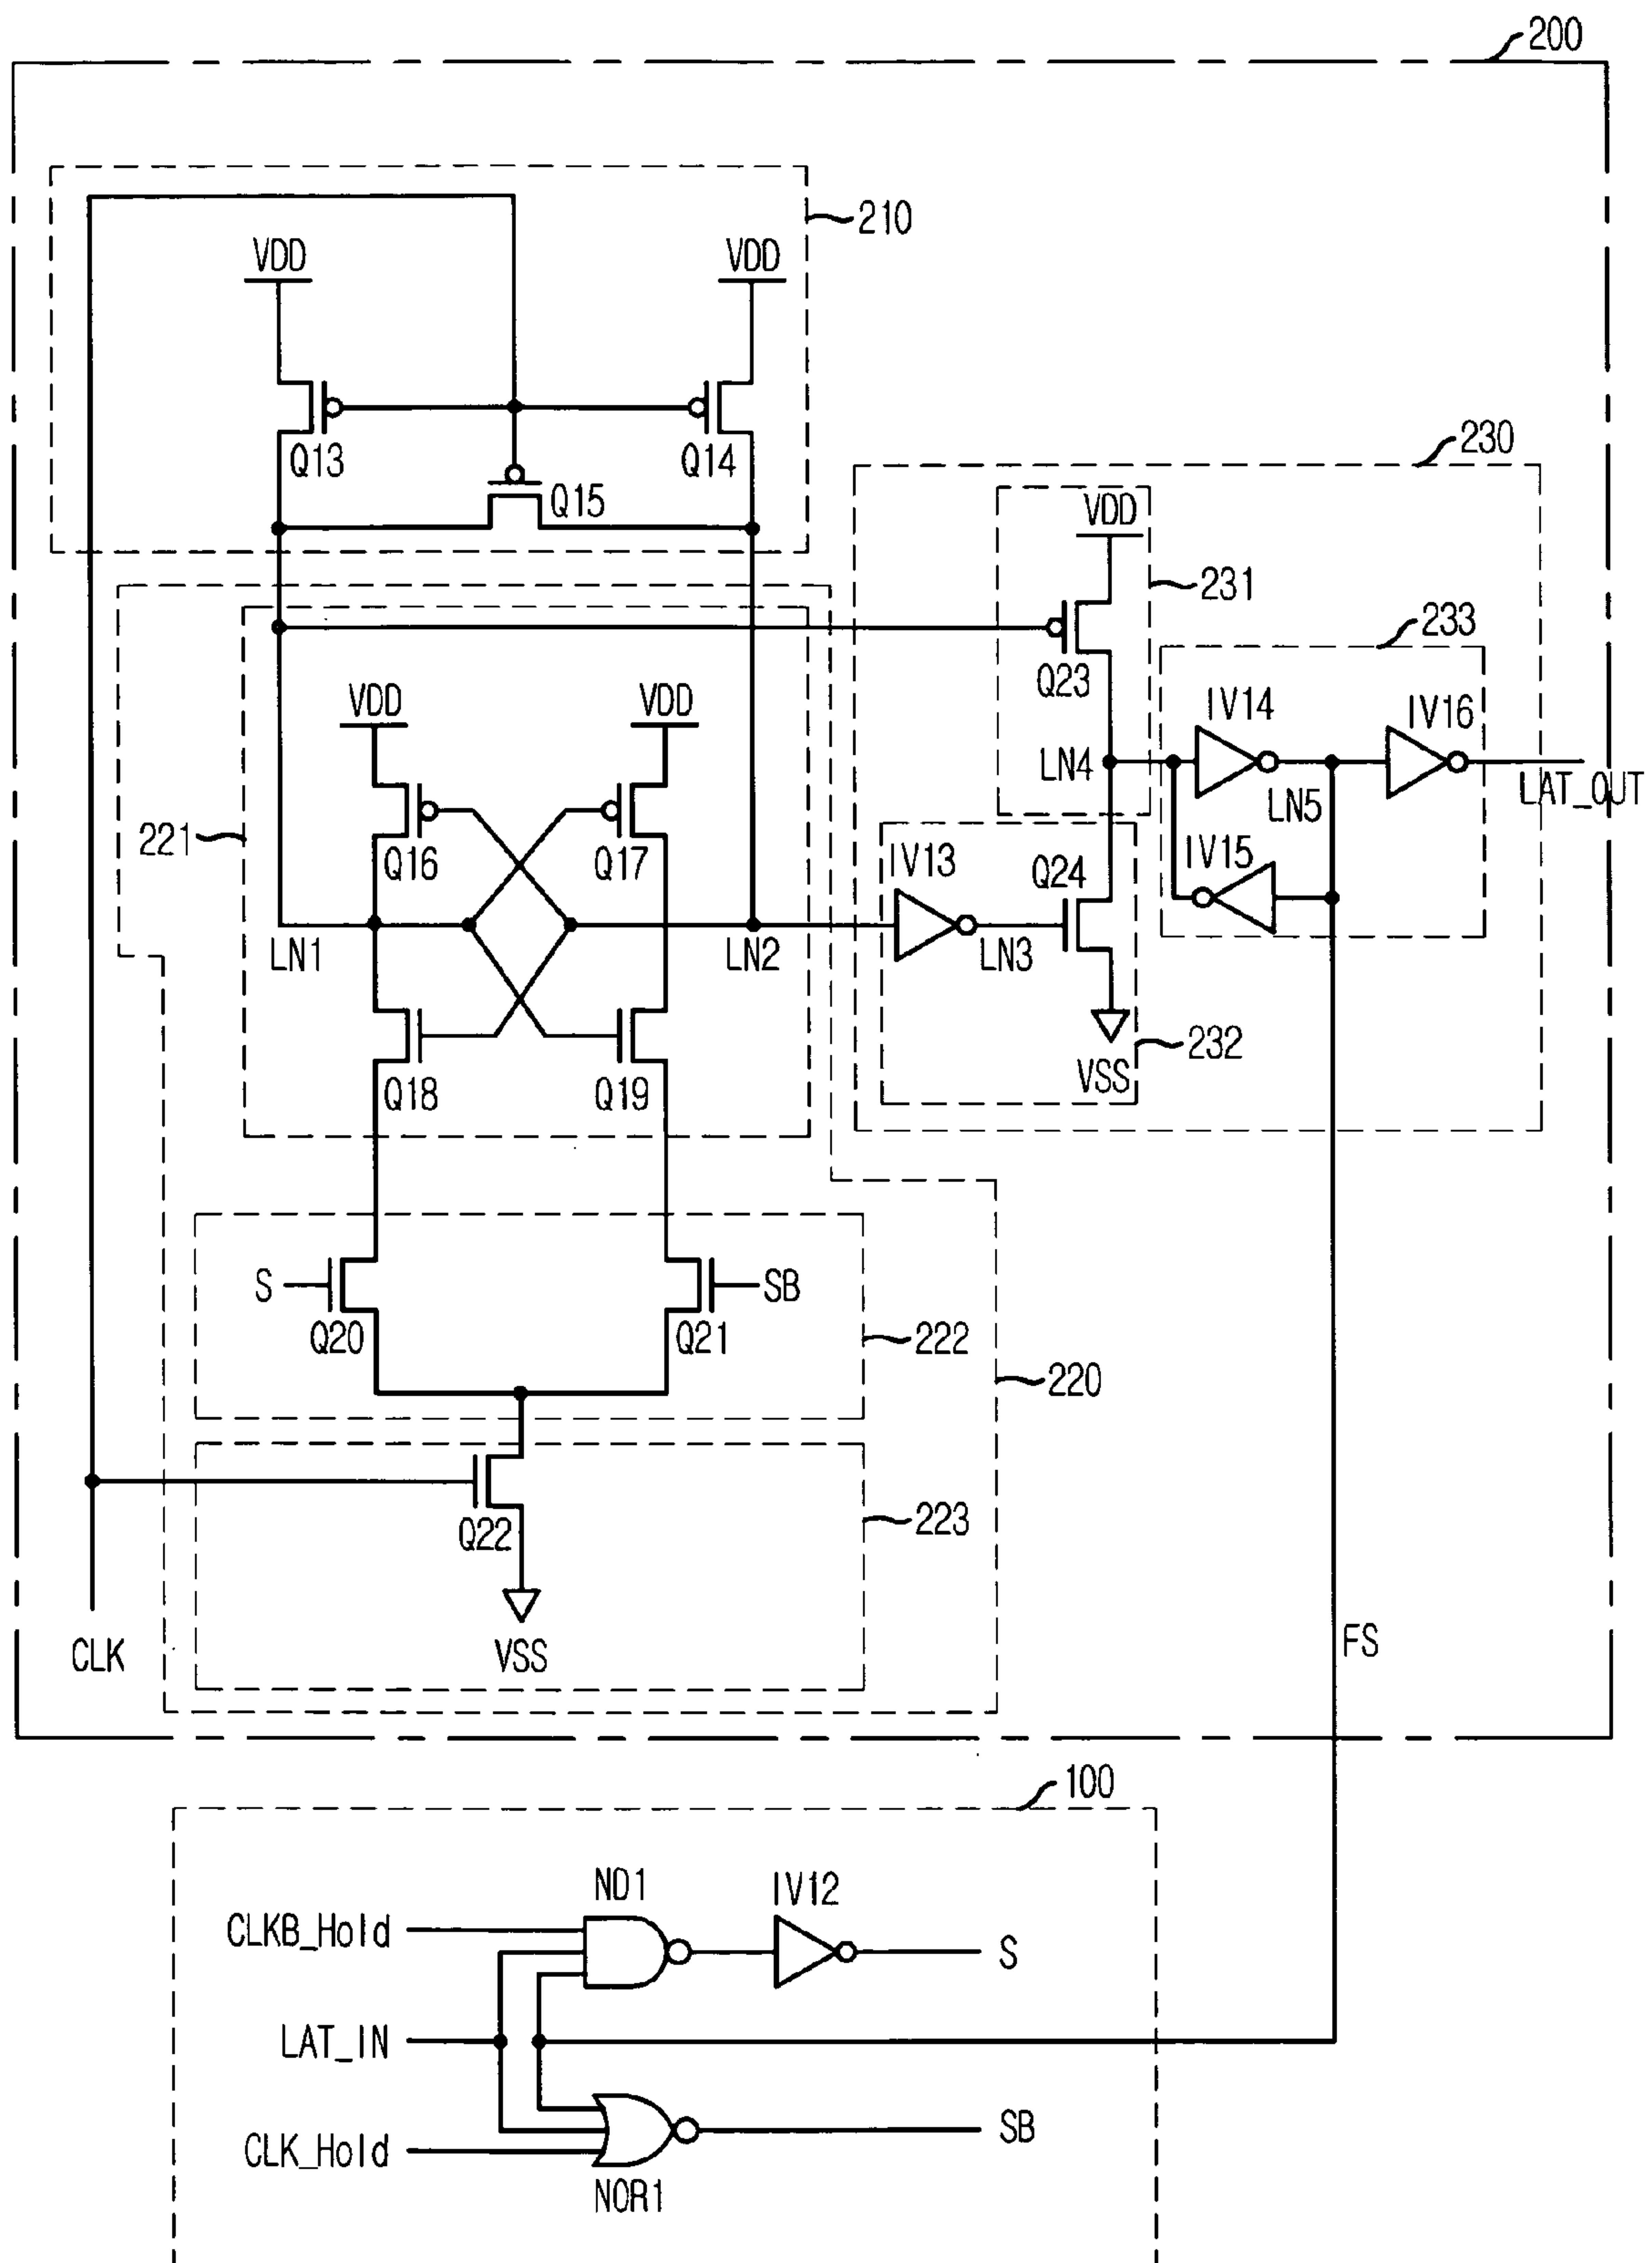 200
210
VDD
VDD
Q13
Q14
Q15
230
VDD
231
Q23
233
IV14
IV16
LN4
LN5
LAT_OUT
VDD
VDD
221
Q16
Q17
IV15
IV13
Q24
LN1
LN2
LN3
232
VSS
Q18
Q19
S
SB
Q20
Q21
222
220
Q22
223
CLK
VSS
FS
100
ND1
IV12
CLKB_Hold
S
LAT_IN
CLK_Hold
SB
NOR1